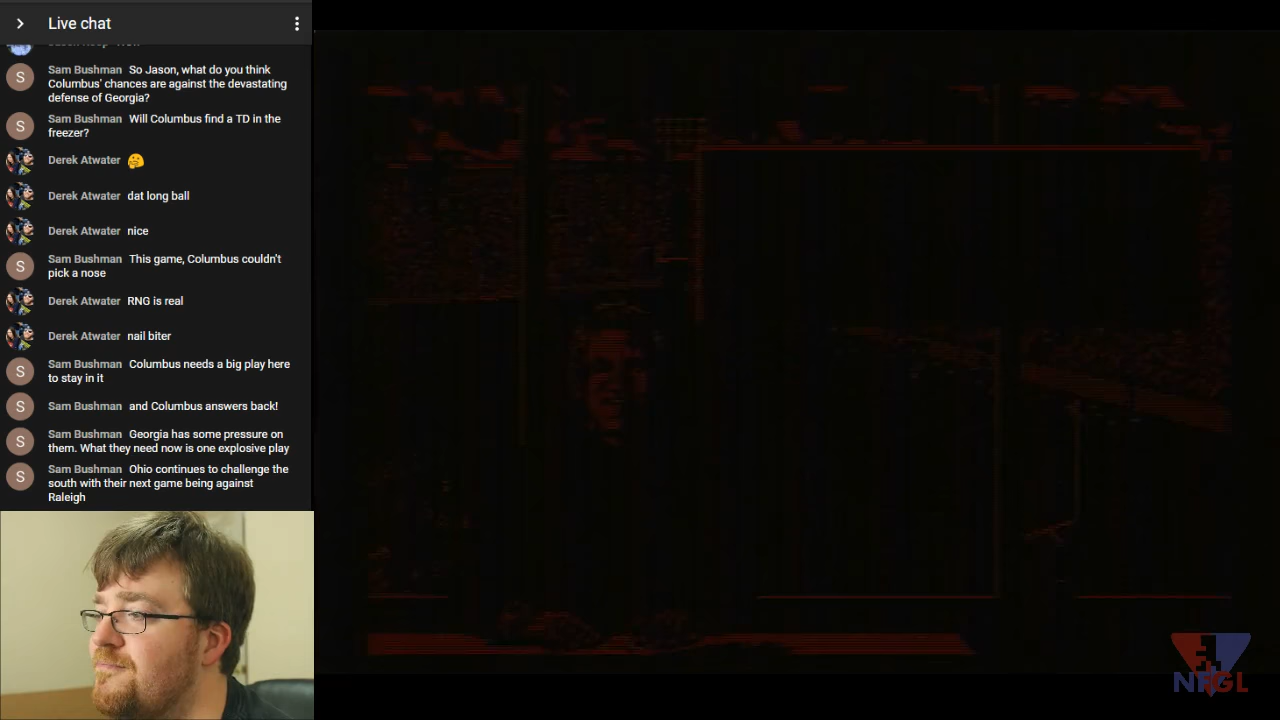 Live chat
Sam Bushman So Jason, what do you think
Columbus' chances are against the devastating
defense of Georgia?
Sam Bushman Will Columbus find a TD in the
freezer?
Derek Atwater 🤔
Derek Atwater dat long ball
Derek Atwater nice
Sam Bushman This game, Columbus couldn't
pick a nose
Derek Atwater RNG is real
Derek Atwater nail biter
Sam Bushman Columbus needs a big play here
to stay in it
Sam Bushman and Columbus answers back!
Sam Bushman Georgia has some pressure on
them. What they need now is one explosive play
Sam Bushman Ohio continues to challenge the
south with their next game being against
Raleigh
S
S
S
S
S
S
S